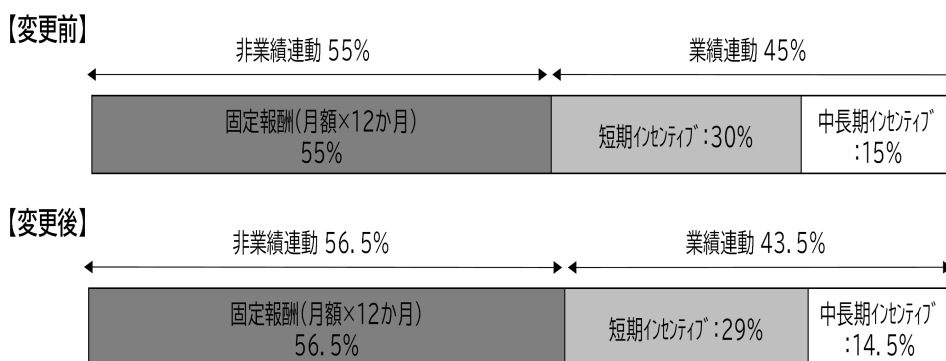 【変更前】
非業績連動 55%
業績連動 45%
固定報酬(月額×12か月)
55%
短期ｲﾝｾﾝﾃｨﾌﾞ:30%
中長期ｲﾝｾﾝﾃｨﾌﾞ
:15%
【変更後】
非業績連動 56.5%
業績連動 43.5%
固定報酬(月額×12か月)
56.5%
短期ｲﾝｾﾝﾃｨﾌﾞ:29%
中長期ｲﾝｾﾝﾃｨﾌﾞ
:14.5%